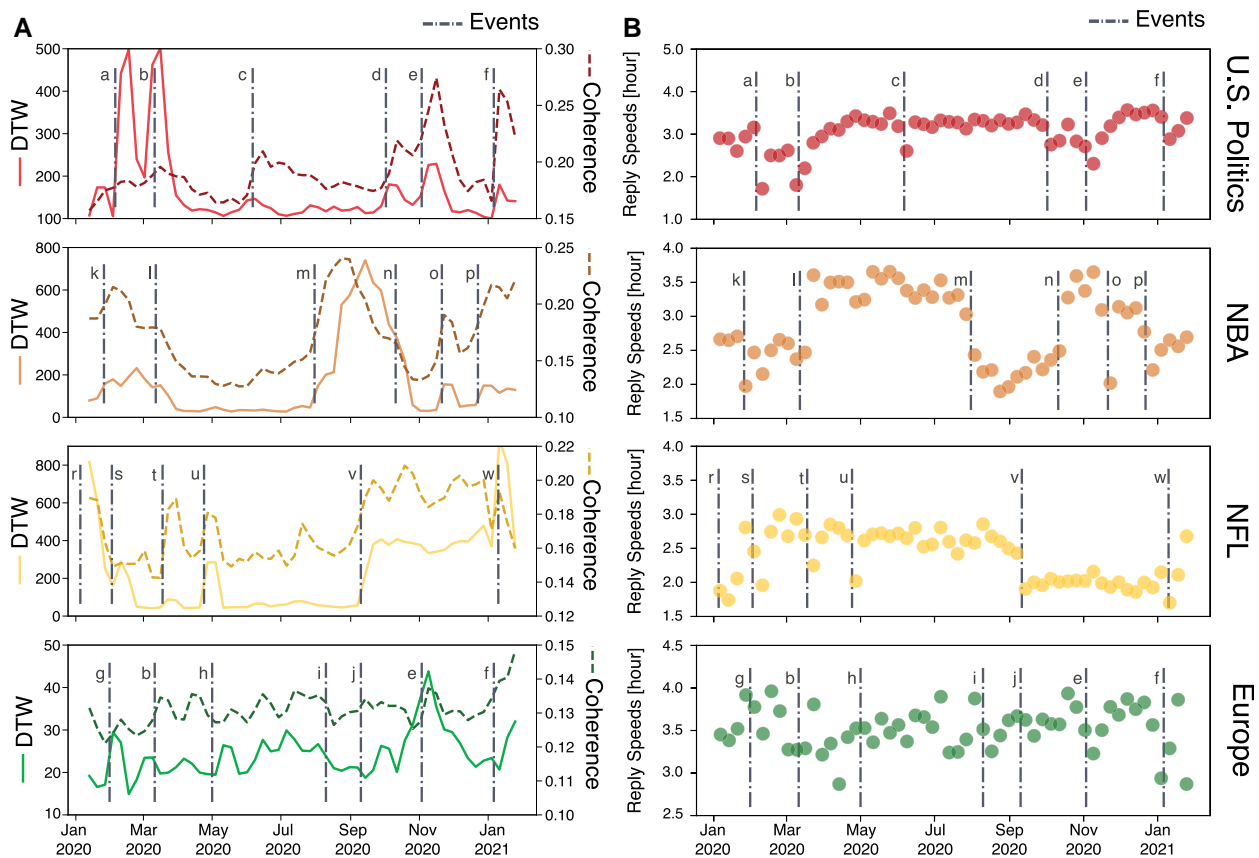 A
Events
B
Events
500
400
300
200
100
0.30
0.25
0.20
0.15
a
b
c
d
e
f
DTW
Coherence
5.0
4.0
3.0
2.0
1.0
Reply Speeds [hour]
a
b
c
d
e
f
U.S. Politics
800
600
400
200
0
0.25
0.20
0.15
0.10
k
l
m
n
o
p
DTW
Coherence
4.0
3.5
3.0
2.5
2.0
1.5
Reply Speeds [hour]
k
l
m
n
o
p
NBA
800
600
400
200
0
0.22
0.20
0.18
0.16
0.14
0.12
r
s
t
u
v
w
DTW
Coherence
4.0
3.5
3.0
2.5
2.0
1.5
Reply Speeds [hour]
r
s
t
u
v
w
NFL
50
40
30
20
10
0.15
0.14
0.13
0.12
0.11
0.10
g
b
h
i
j
e
f
DTW
Coherence
4.5
4.0
3.5
3.0
2.5
Reply Speeds [hour]
g
b
h
i
j
e
f
Europe
Jan Mar May Jul Sep Nov Jan
2020 2020 2020 2020 2020 2020 2021
Jan Mar May Jul Sep Nov Jan
2020 2020 2020 2020 2020 2020 2021